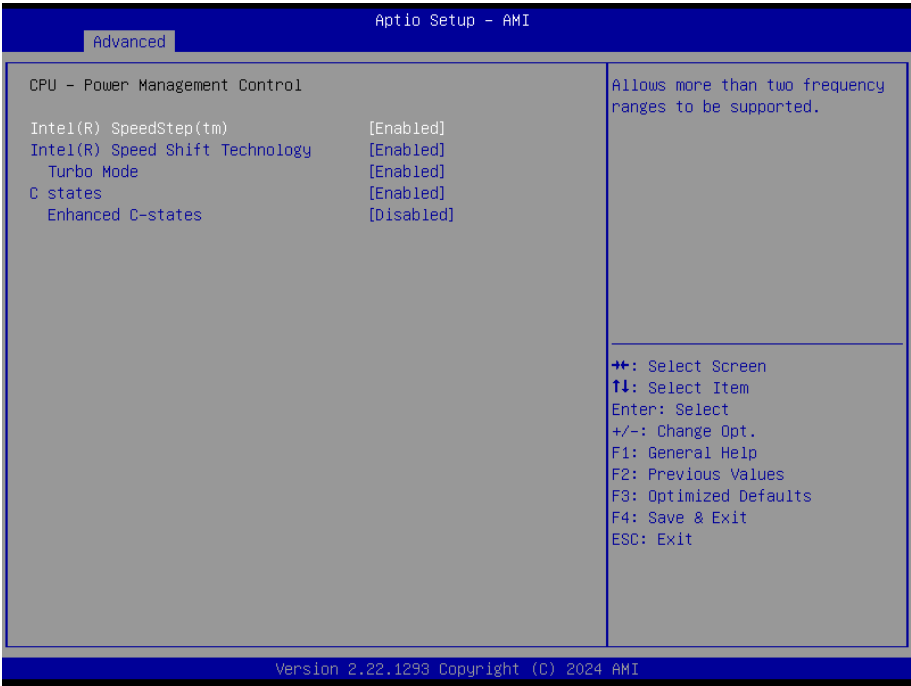 Aptio Setup – AMI
Advanced
CPU – Power Management Control
Intel(R) SpeedStep(tm) [Enabled]
Intel(R) Speed Shift Technology [Enabled]
Turbo Mode [Enabled]
C states [Enabled]
Enhanced C-states [Disabled]
Allows more than two frequency
ranges to be supported.
→←: Select Screen
↑↓: Select Item
Enter: Select
+/-: Change Opt.
F1: General Help
F2: Previous Values
F3: Optimized Defaults
F4: Save & Exit
ESC: Exit
Version 2.22.1293 Copyright (C) 2024 AMI